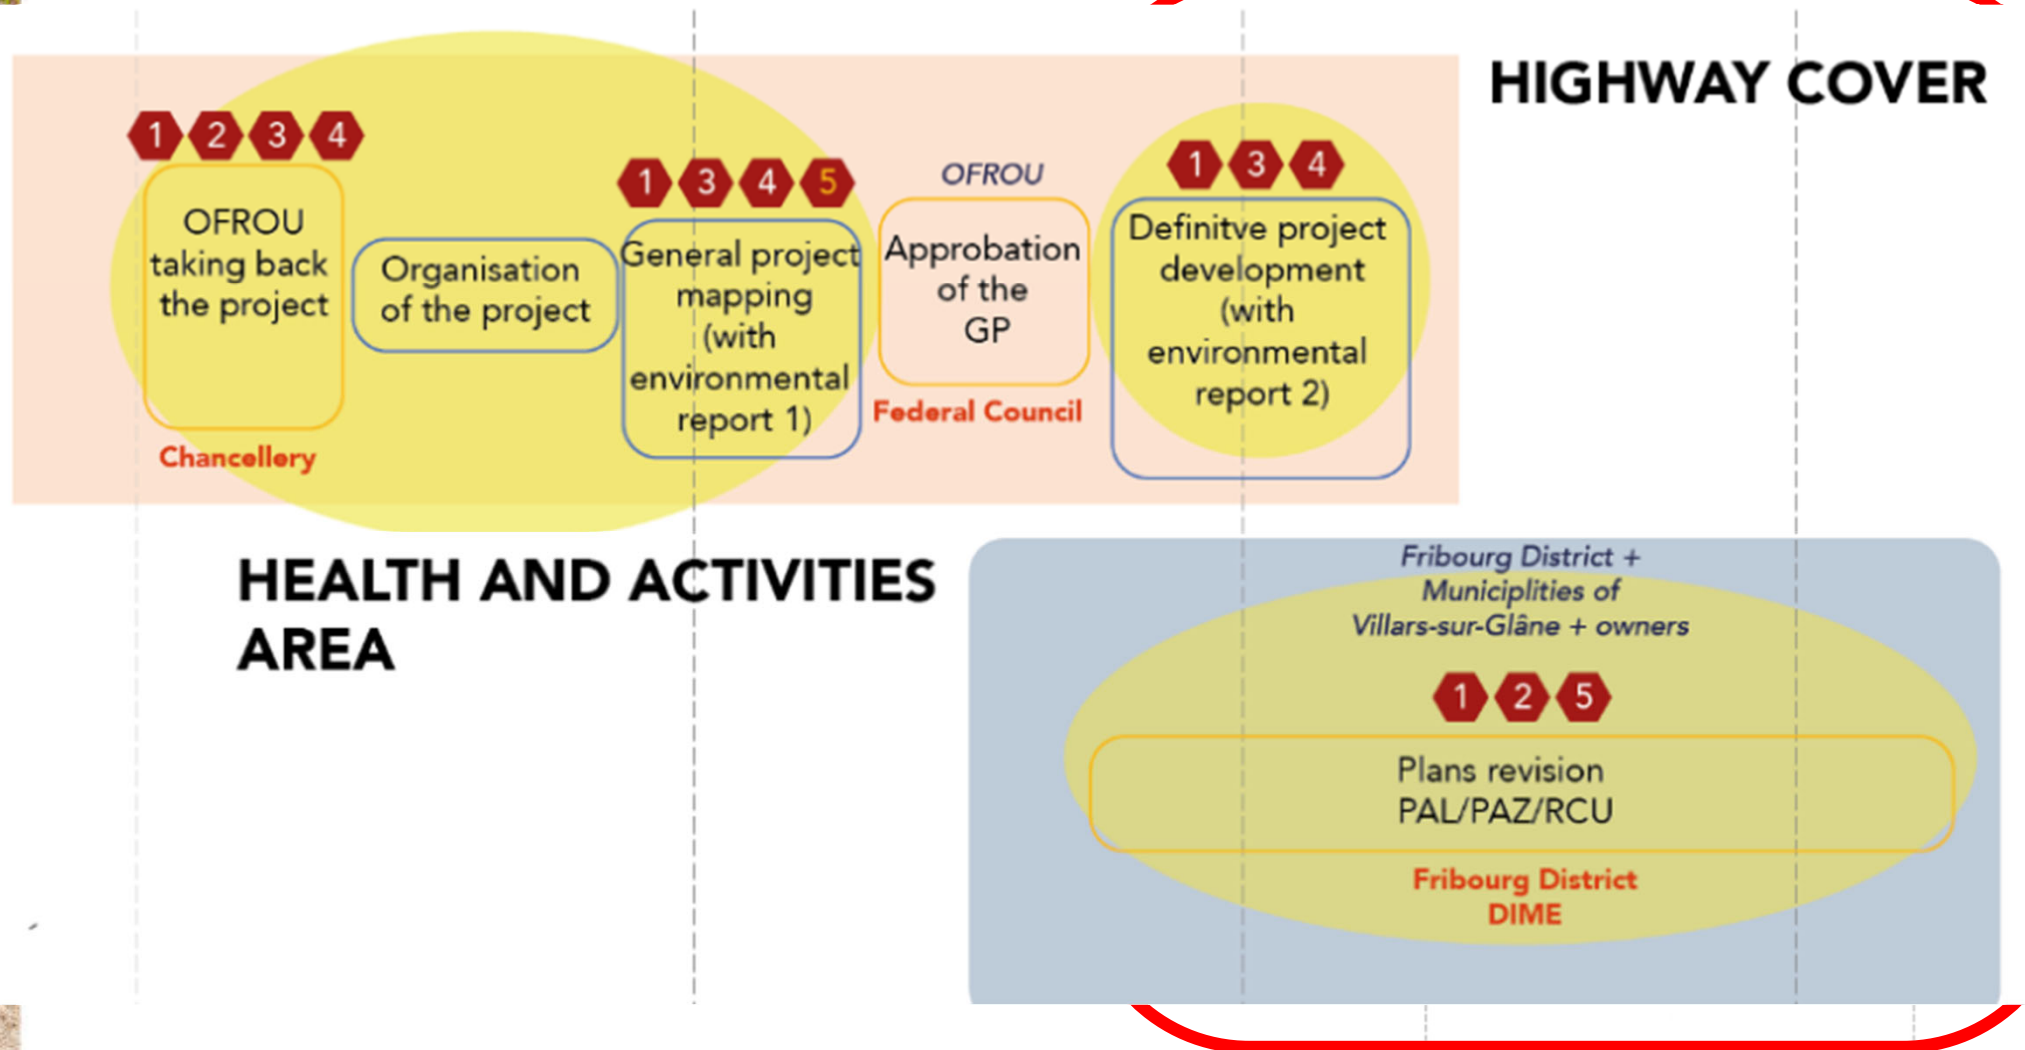 HIGHWAY COVER
1 2 3 4
OFROU
taking back
the project
Chancellery
Organisation
of the project
1 3 4 5
General project
mapping
(with
environmental
report 1)
OFROU
Approbation
of the
GP
Federal Council
1 3 4
Definitve project
development
(with
environmental
report 2)
HEALTH AND ACTIVITIES
AREA
Fribourg District +
Municiplities of
Villars-sur-Glâne + owners
1 2 5
Plans revision
PAL/PAZ/RCU
Fribourg District
DIME